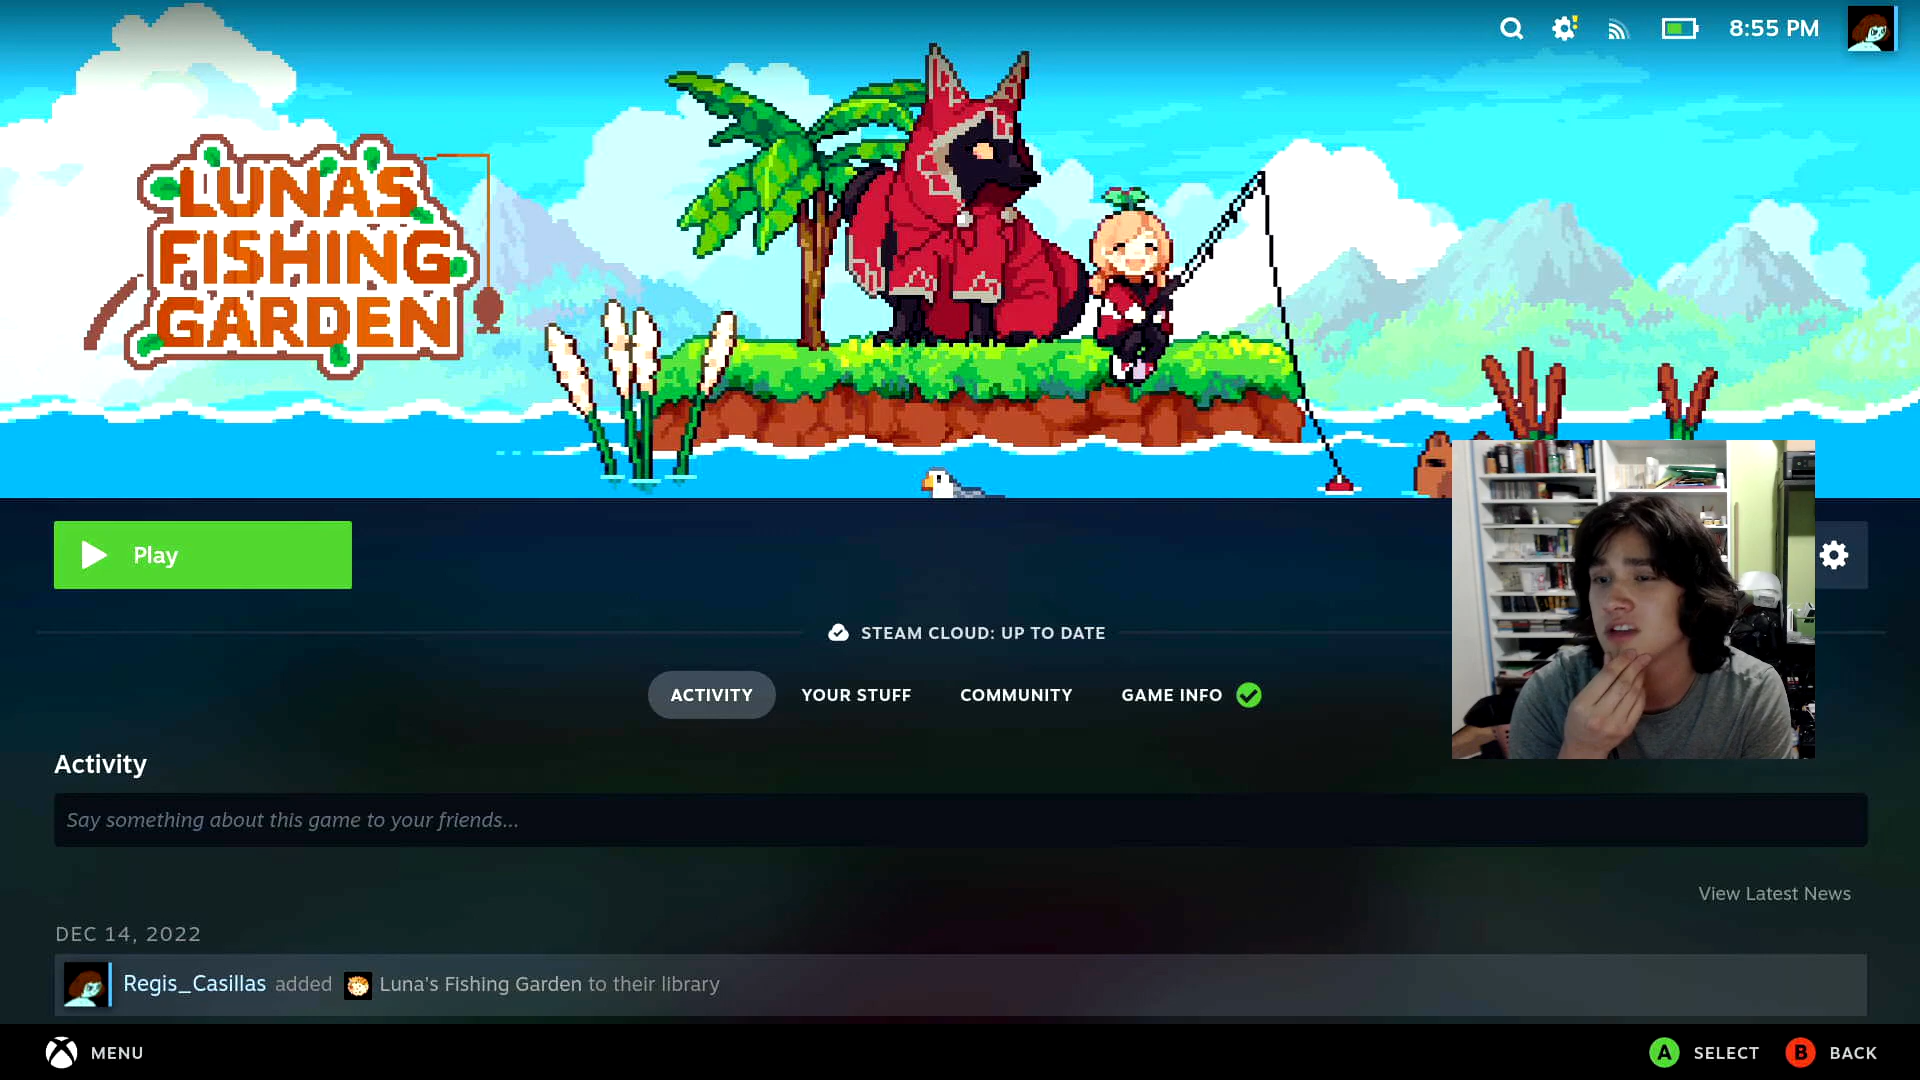 8:55 PM
LUNA'S
FISHING
GARDEN
Play
STEAM CLOUD: UP TO DATE
ACTIVITY YOUR STUFF COMMUNITY GAME INFO
Activity
Say something about this game to your friends...
View Latest News
DEC 14, 2022
Regis_Casillas added Luna's Fishing Garden to their library
MENU A SELECT B BACK